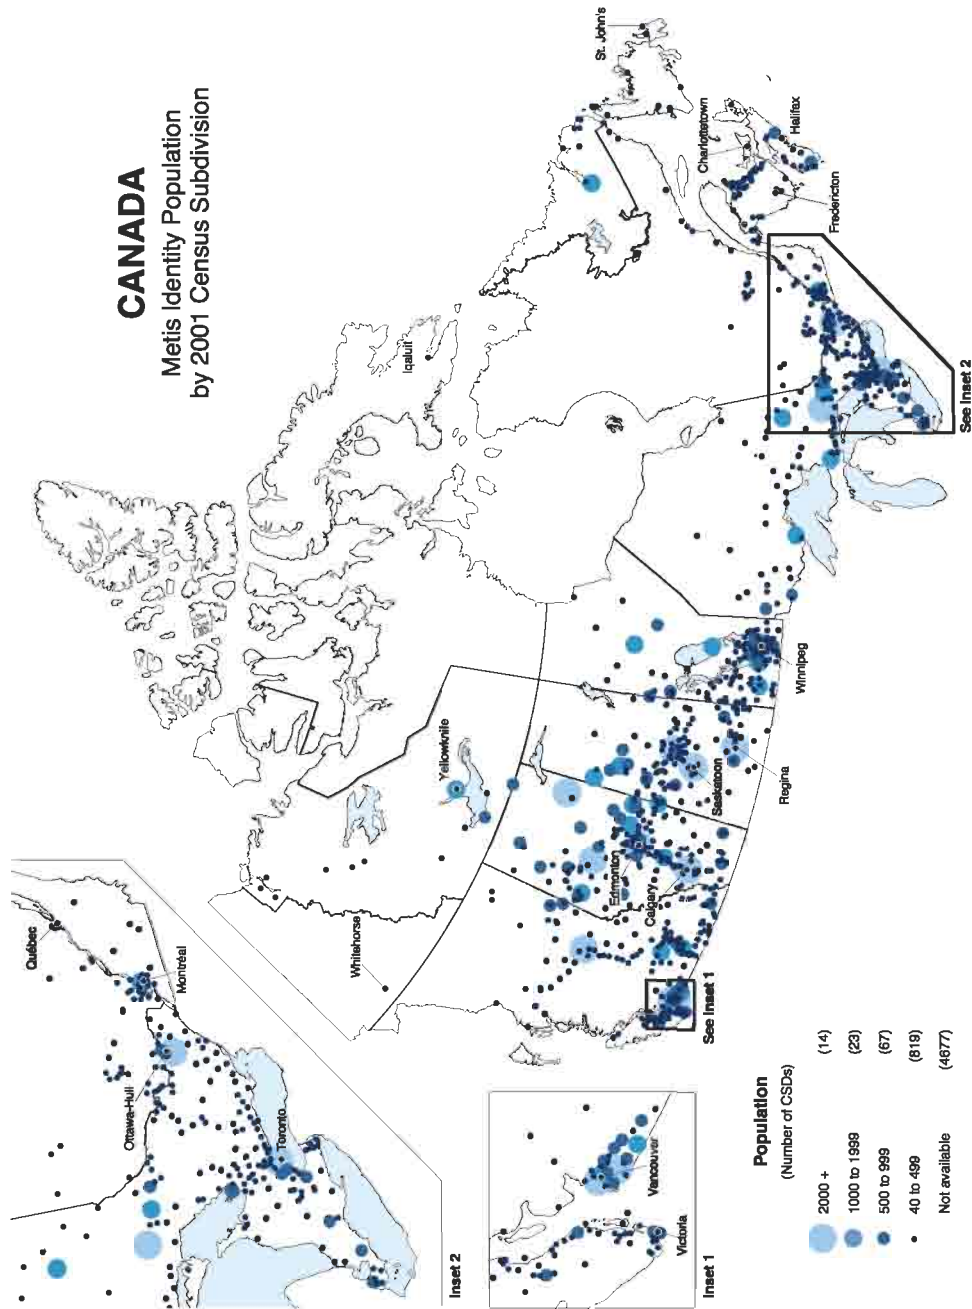 CANADA
Metis Identity Population
by 2001 Census Subdivision
St. John's
Charlottetown
Halifax
Fredericton
Iqaluit
See Inset 2
Yellowknife
Whitehorse
Winnipeg
Regina
Saskatoon
Edmonton
Calgary
See Inset 1
Québec
Montréal
Ottawa-Hull
Toronto
Inset 2
Vancouver
Victoria
Inset 1
Population
(Number of CSDs)
2000 + (14)
1000 to 1999 (23)
500 to 999 (67)
40 to 499 (819)
Not available (4677)